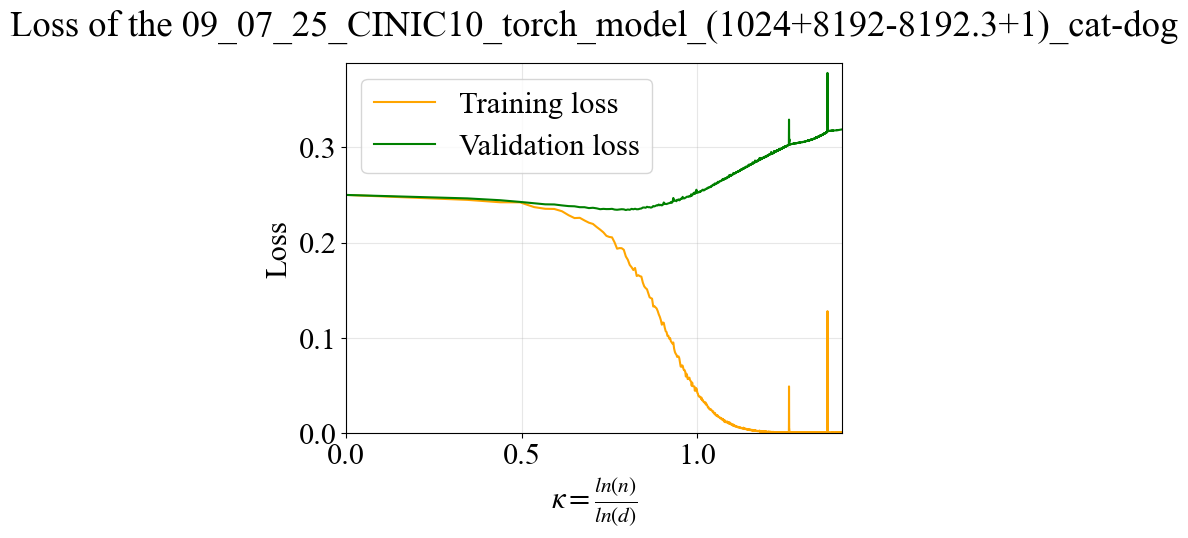 Loss of the 09_07_25_CINIC10_torch_model_(1024+8192-8192.3+1)_cat-dog
Training loss
Validation loss
0.3
0.2
0.1
0.0
Loss
0.0 0.5 1.0
κ = ln(n)/ln(d)